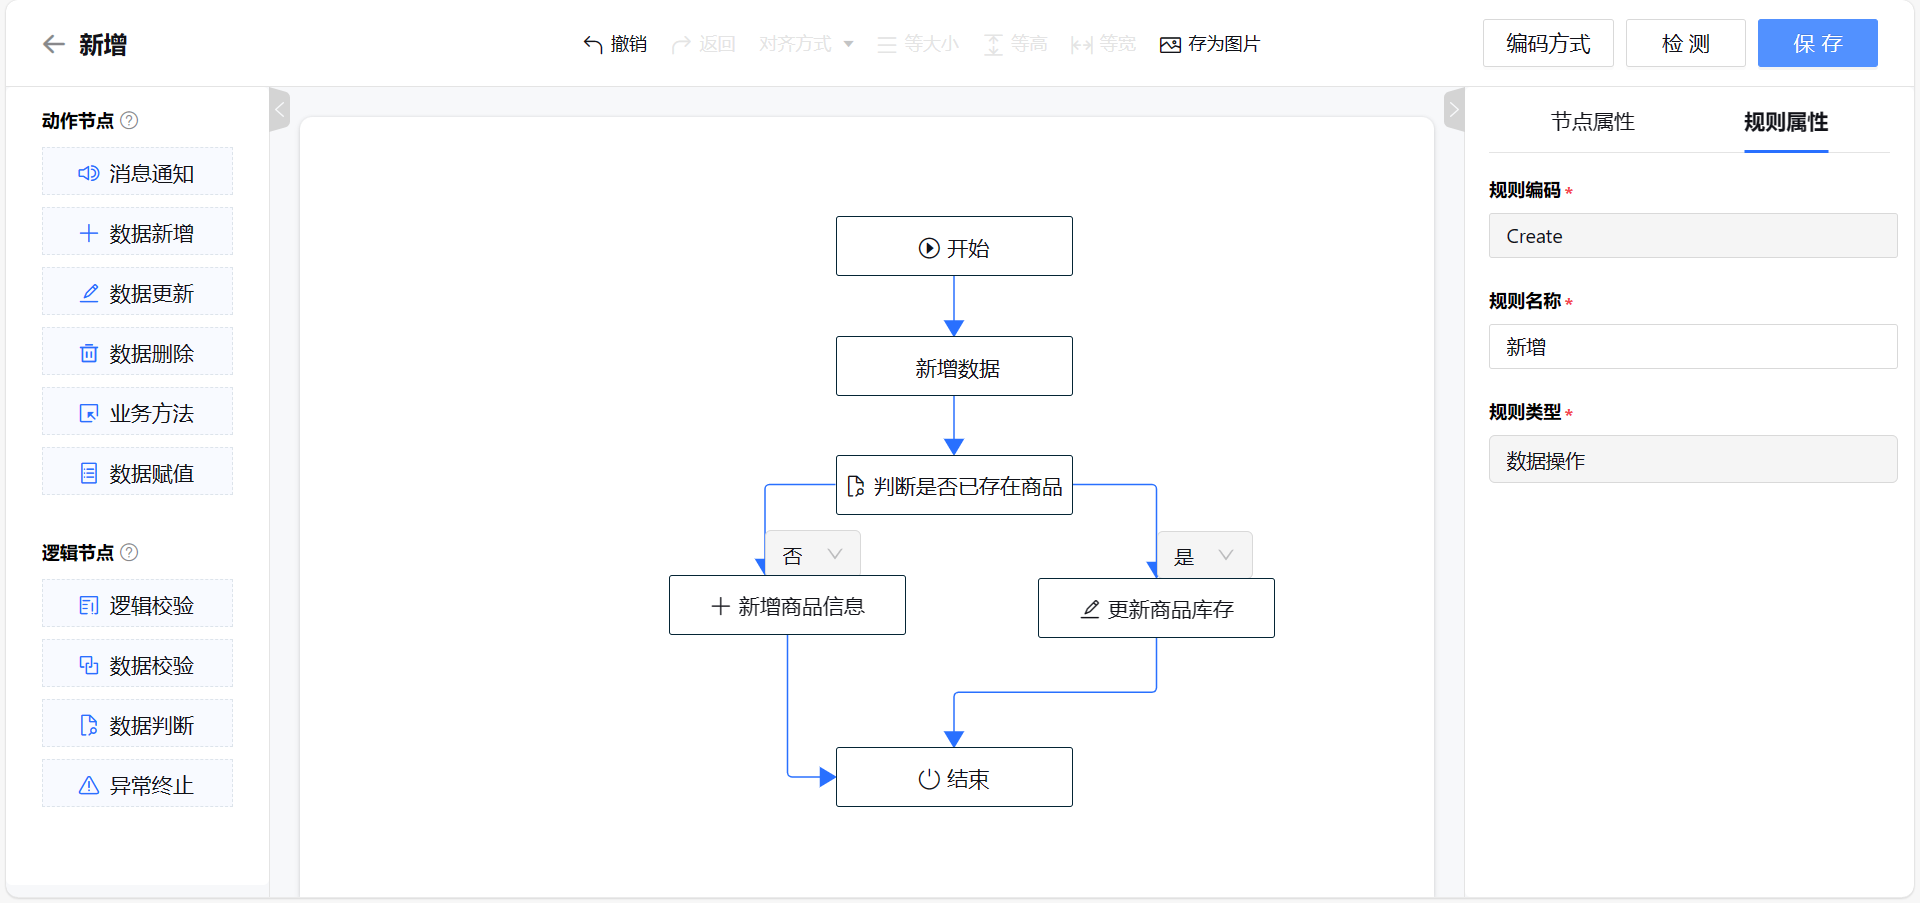 新增
撤销
返回
对齐方式
等大小
等高
等宽
存为图片
编码方式
检 测
保 存
动作节点
消息通知
数据新增
数据更新
数据删除
业务方法
数据赋值
逻辑节点
逻辑校验
数据校验
数据判断
异常终止
开始
新增数据
判断是否已存在商品
否
是
新增商品信息
更新商品库存
结束
节点属性
规则属性
规则编码*
Create
规则名称*
新增
规则类型*
数据操作